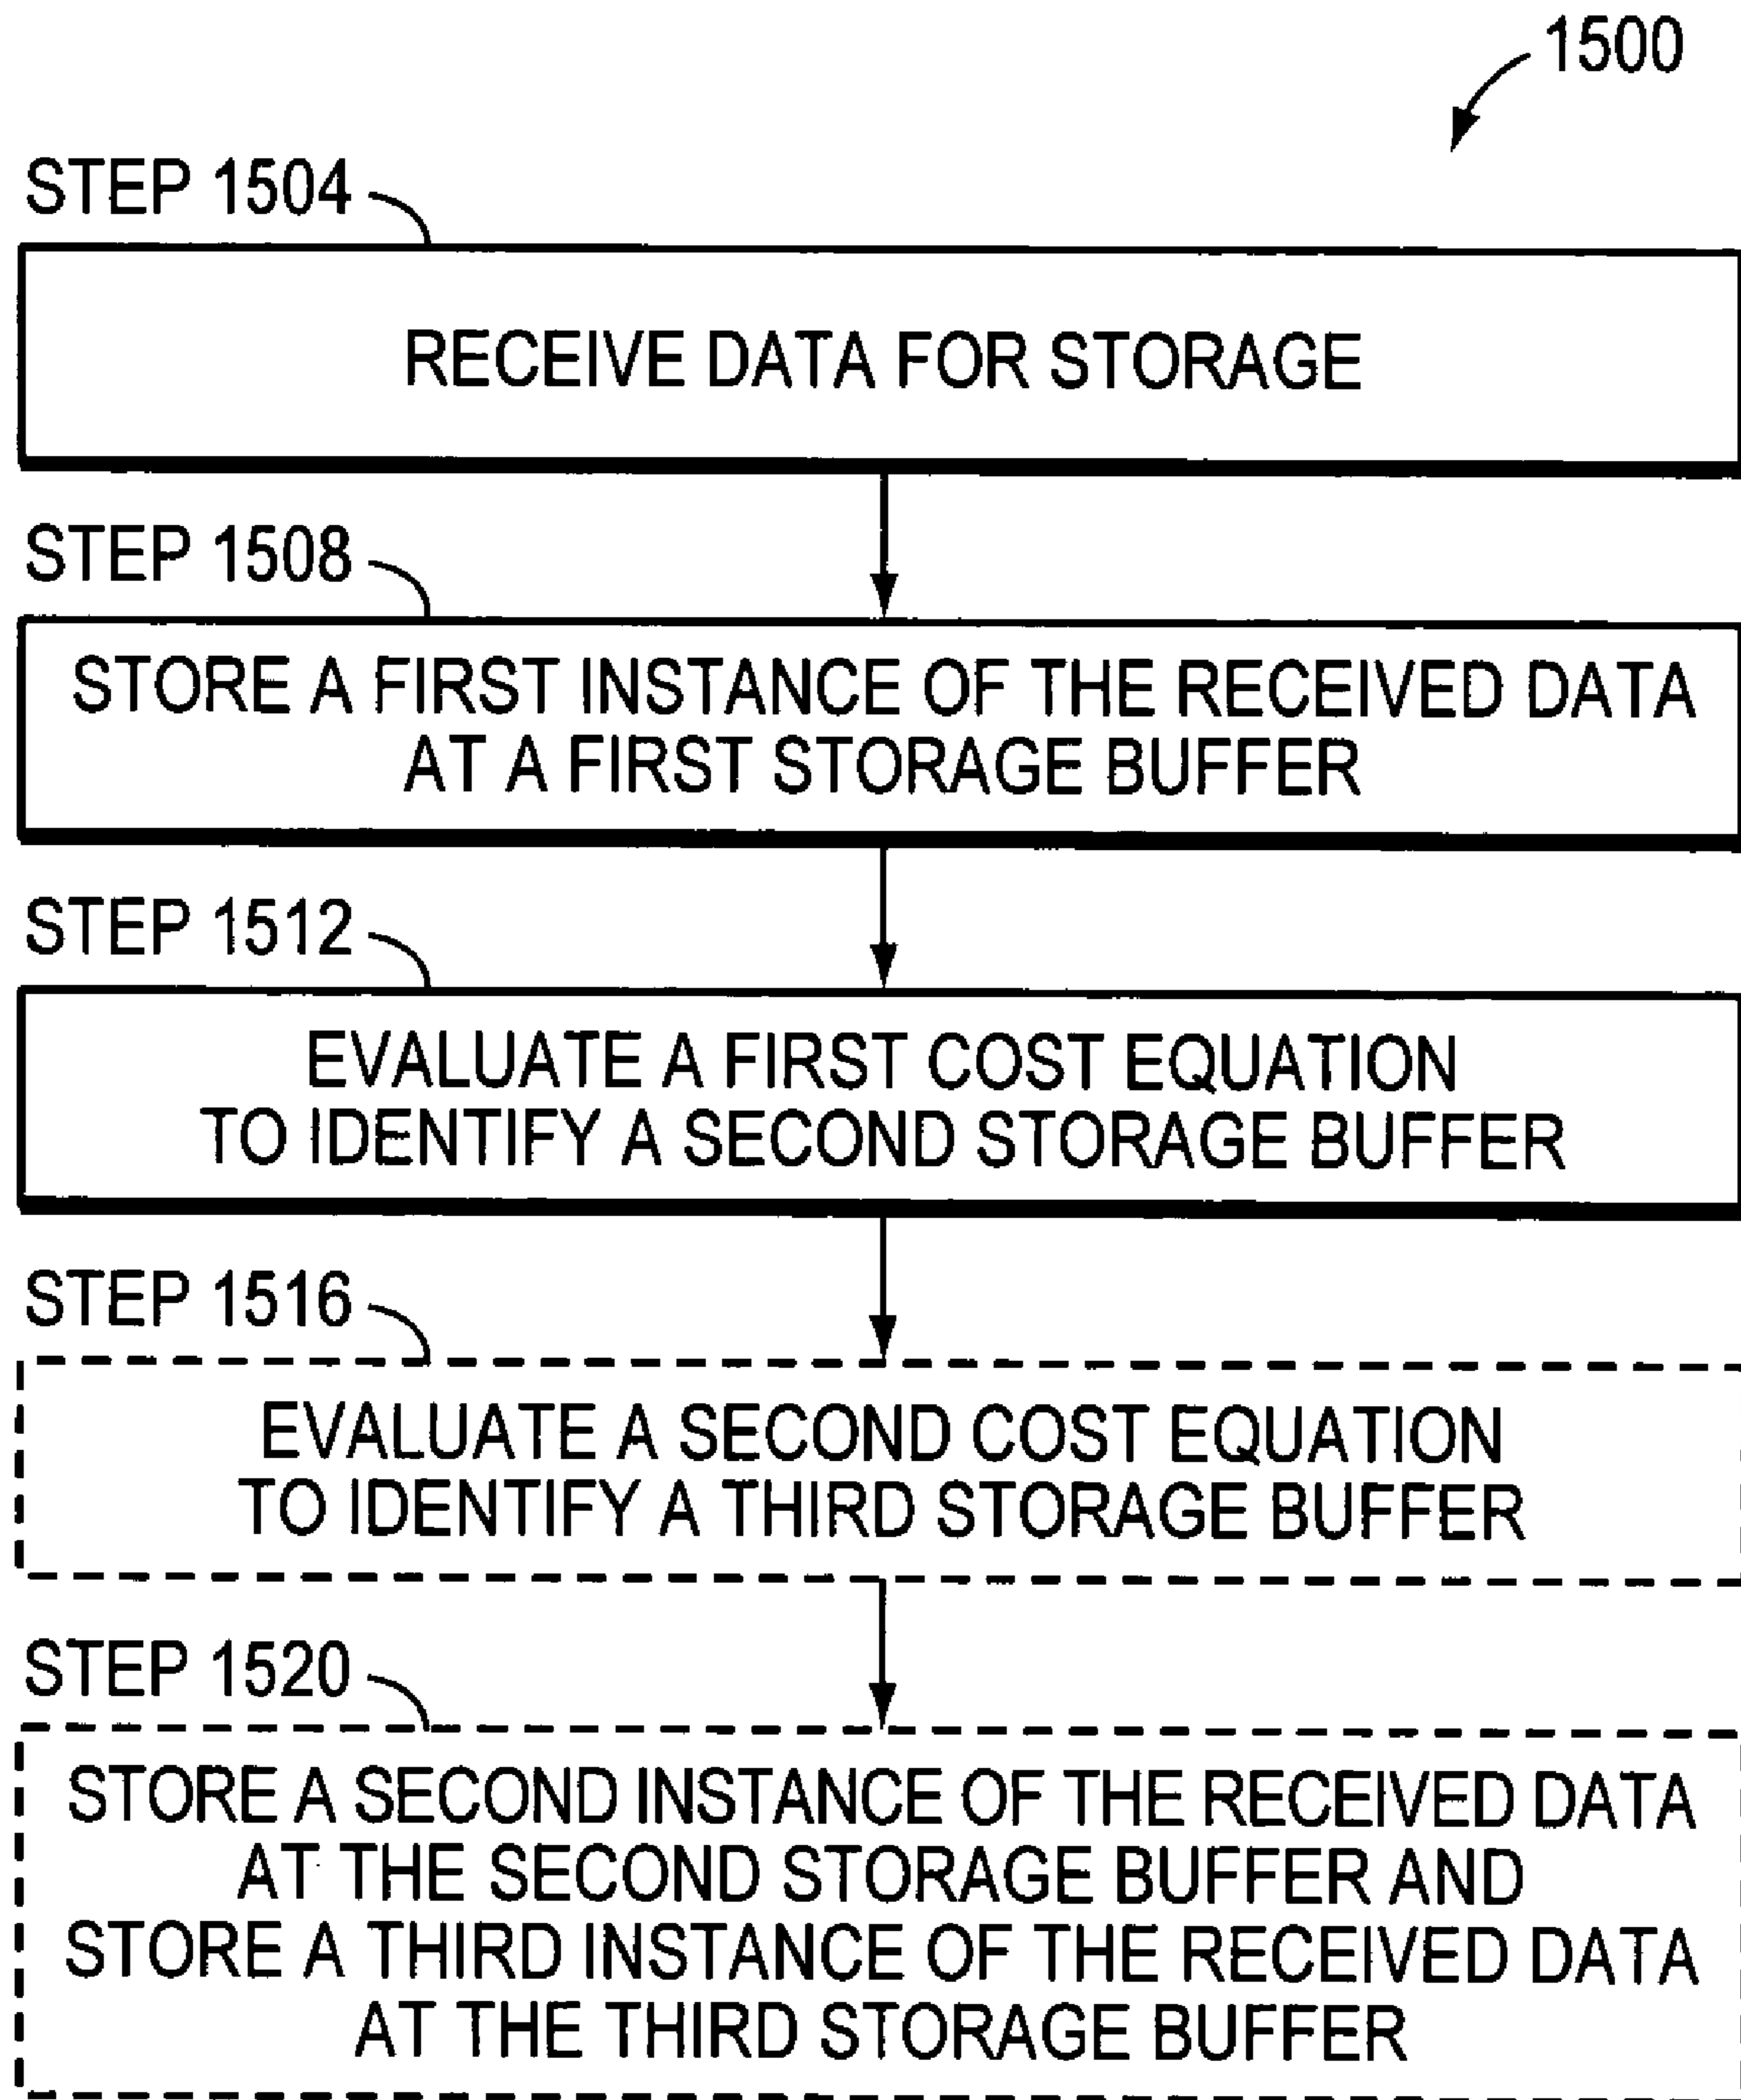 1500
STEP 1504
RECEIVE DATA FOR STORAGE
STEP 1508
STORE A FIRST INSTANCE OF THE RECEIVED DATA
AT A FIRST STORAGE BUFFER
STEP 1512
EVALUATE A FIRST COST EQUATION
TO IDENTIFY A SECOND STORAGE BUFFER
STEP 1516
EVALUATE A SECOND COST EQUATION
TO IDENTIFY A THIRD STORAGE BUFFER
STEP 1520
STORE A SECOND INSTANCE OF THE RECEIVED DATA
AT THE SECOND STORAGE BUFFER AND
STORE A THIRD INSTANCE OF THE RECEIVED DATA
AT THE THIRD STORAGE BUFFER